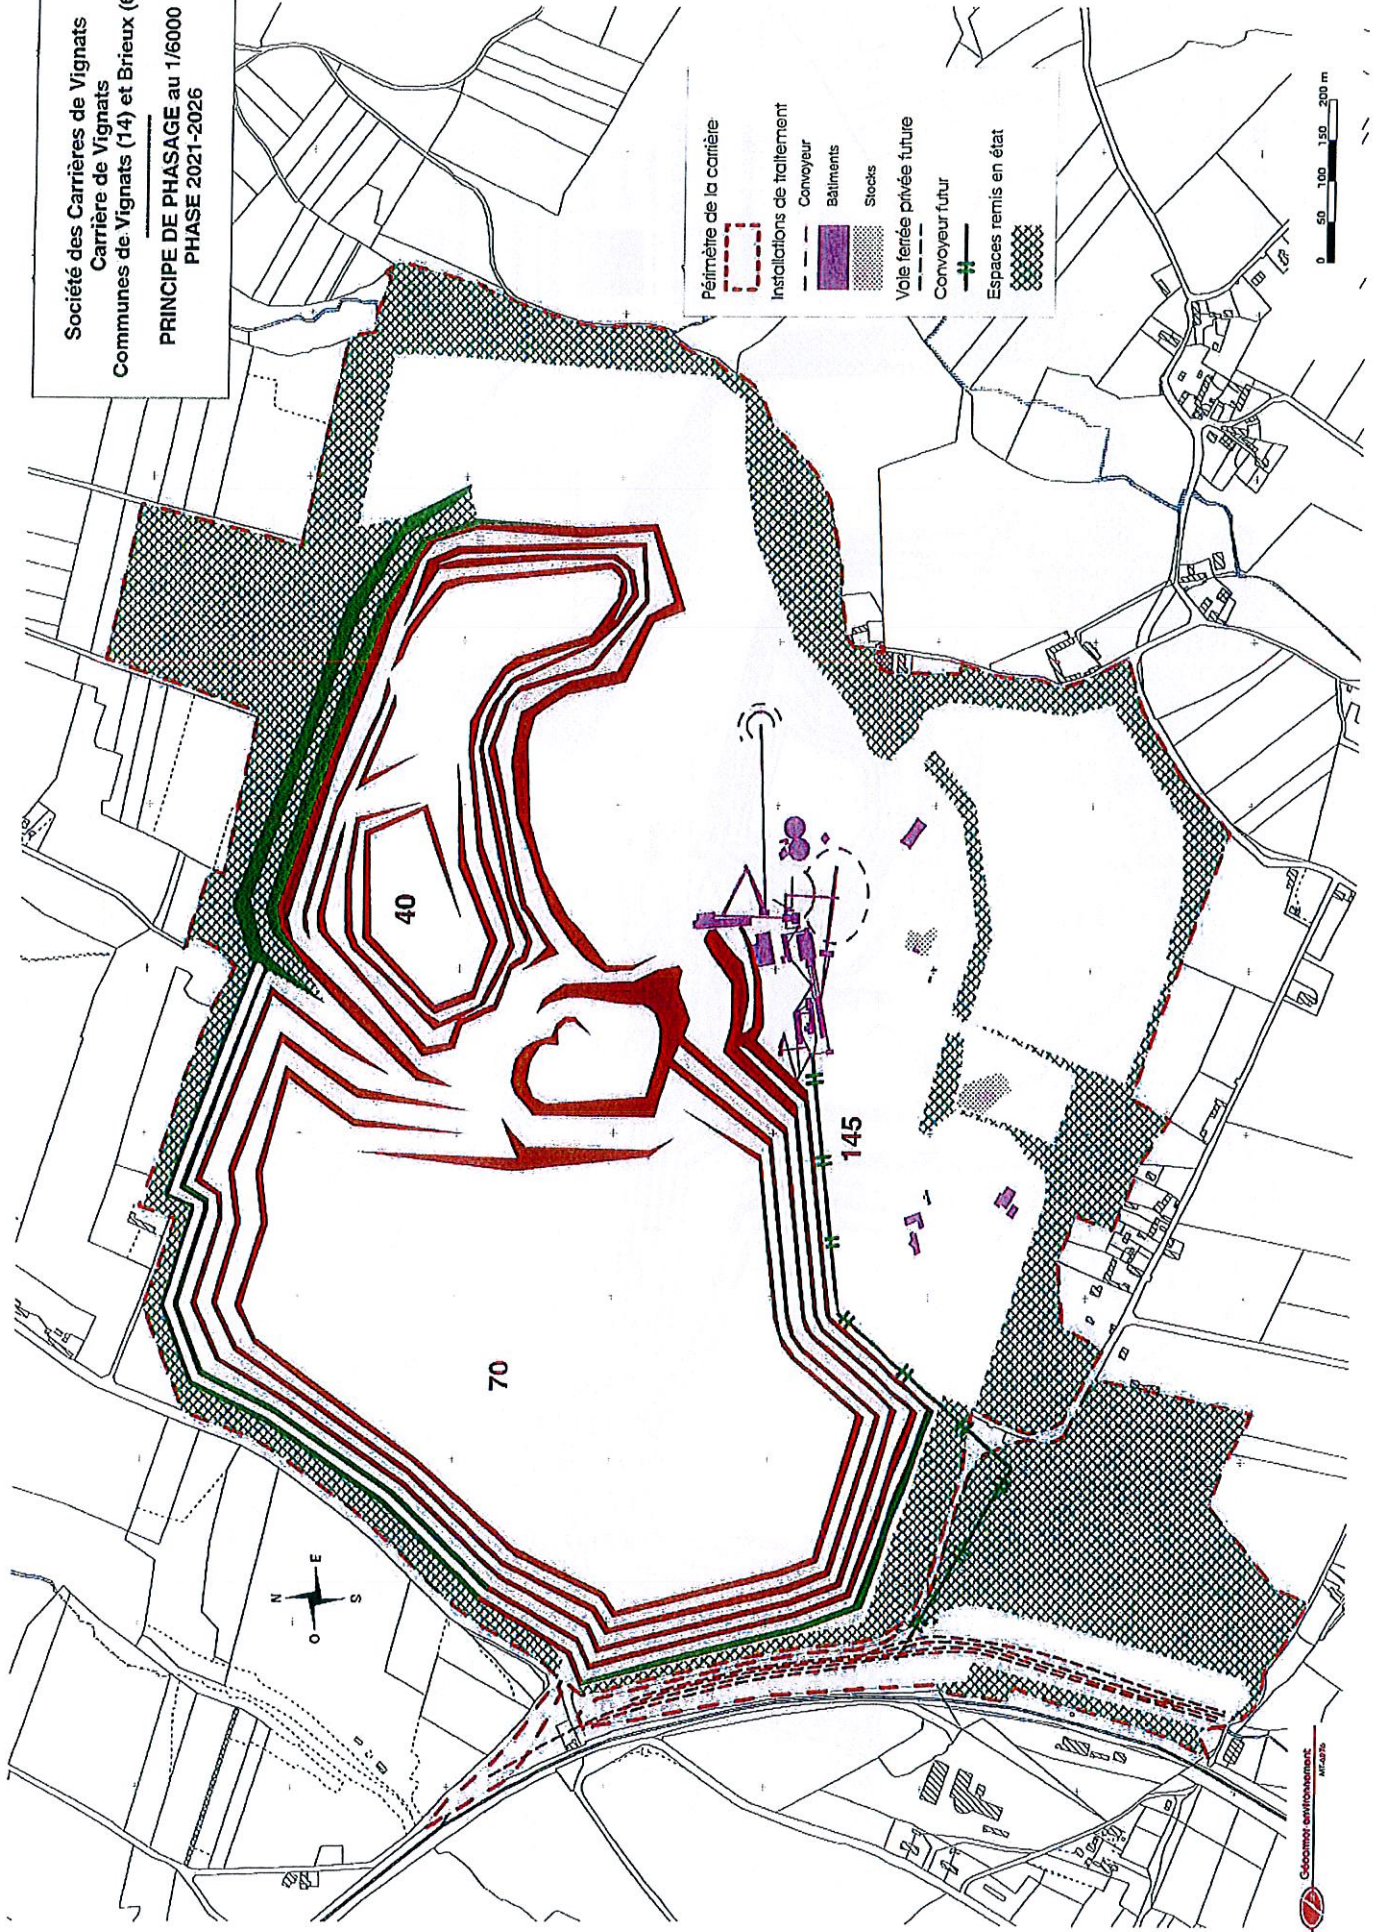 Société des Carrières de Vignats
Carrière de Vignats
Communes de Vignats (14) et Brieux (6
PRINCIPE DE PHASAGE au 1/6000
PHASE 2021-2026
Périmètre de la carrière
Installations de traitement
Convoyeur
Bâtiments
Stocks
Voie ferrée privée future
Convoyeur futur
Espaces remis en état
0 50 100 150 200 m
40
70
145
N
O E
S
Géocomor-environnement